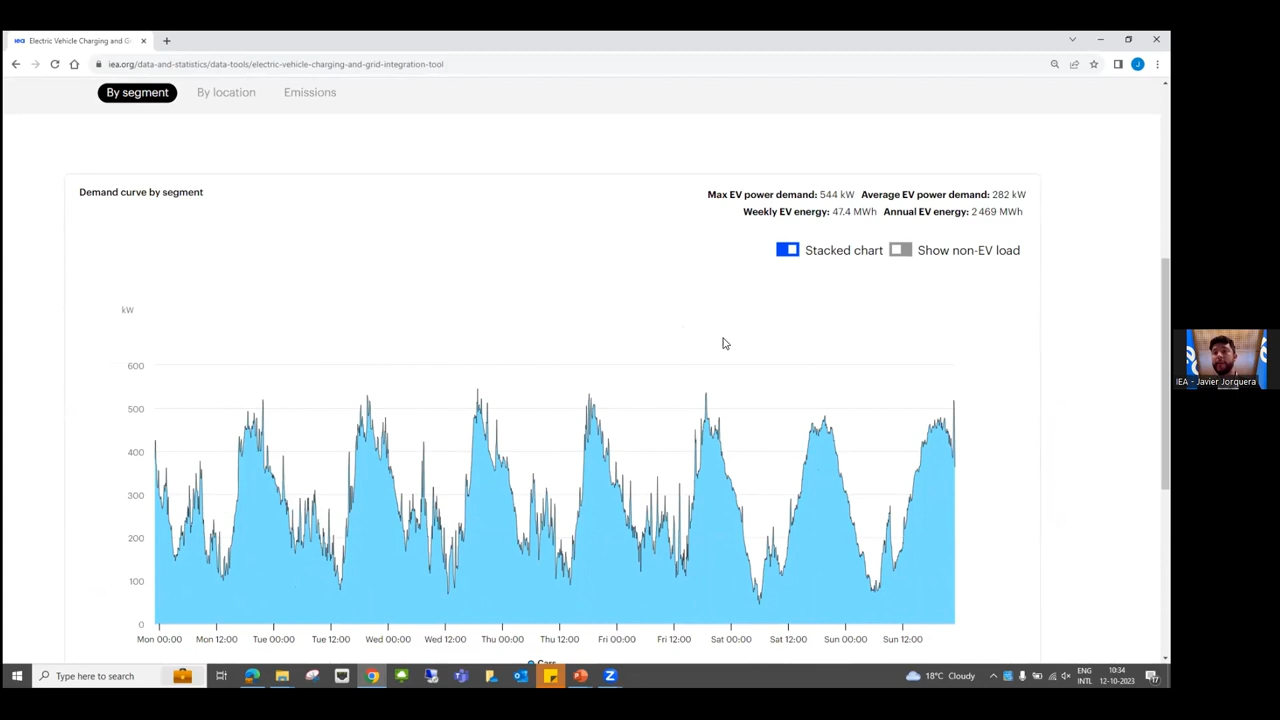 iea Electric Vehicle Charging and G
iea.org/data-and-statistics/data-tools/electric-vehicle-charging-and-grid-integration-tool
J
By segment By location Emissions
Demand curve by segment
Max EV power demand: 544 kW Average EV power demand: 282 kW
Weekly EV energy: 47.4 MWh Annual EV energy: 2 469 MWh
Stacked chart Show non-EV load
kW
600
500
400
300
200
100
0
Mon 00:00 Mon 12:00 Tue 00:00 Tue 12:00 Wed 00:00 Wed 12:00 Thu 00:00 Thu 12:00 Fri 00:00 Fri 12:00 Sat 00:00 Sat 12:00 Sun 00:00 Sun 12:00
Cars
IEA - Javier Jorquera
Type here to search
18°C Cloudy
ENG
INTL
10:34
12-10-2023
17